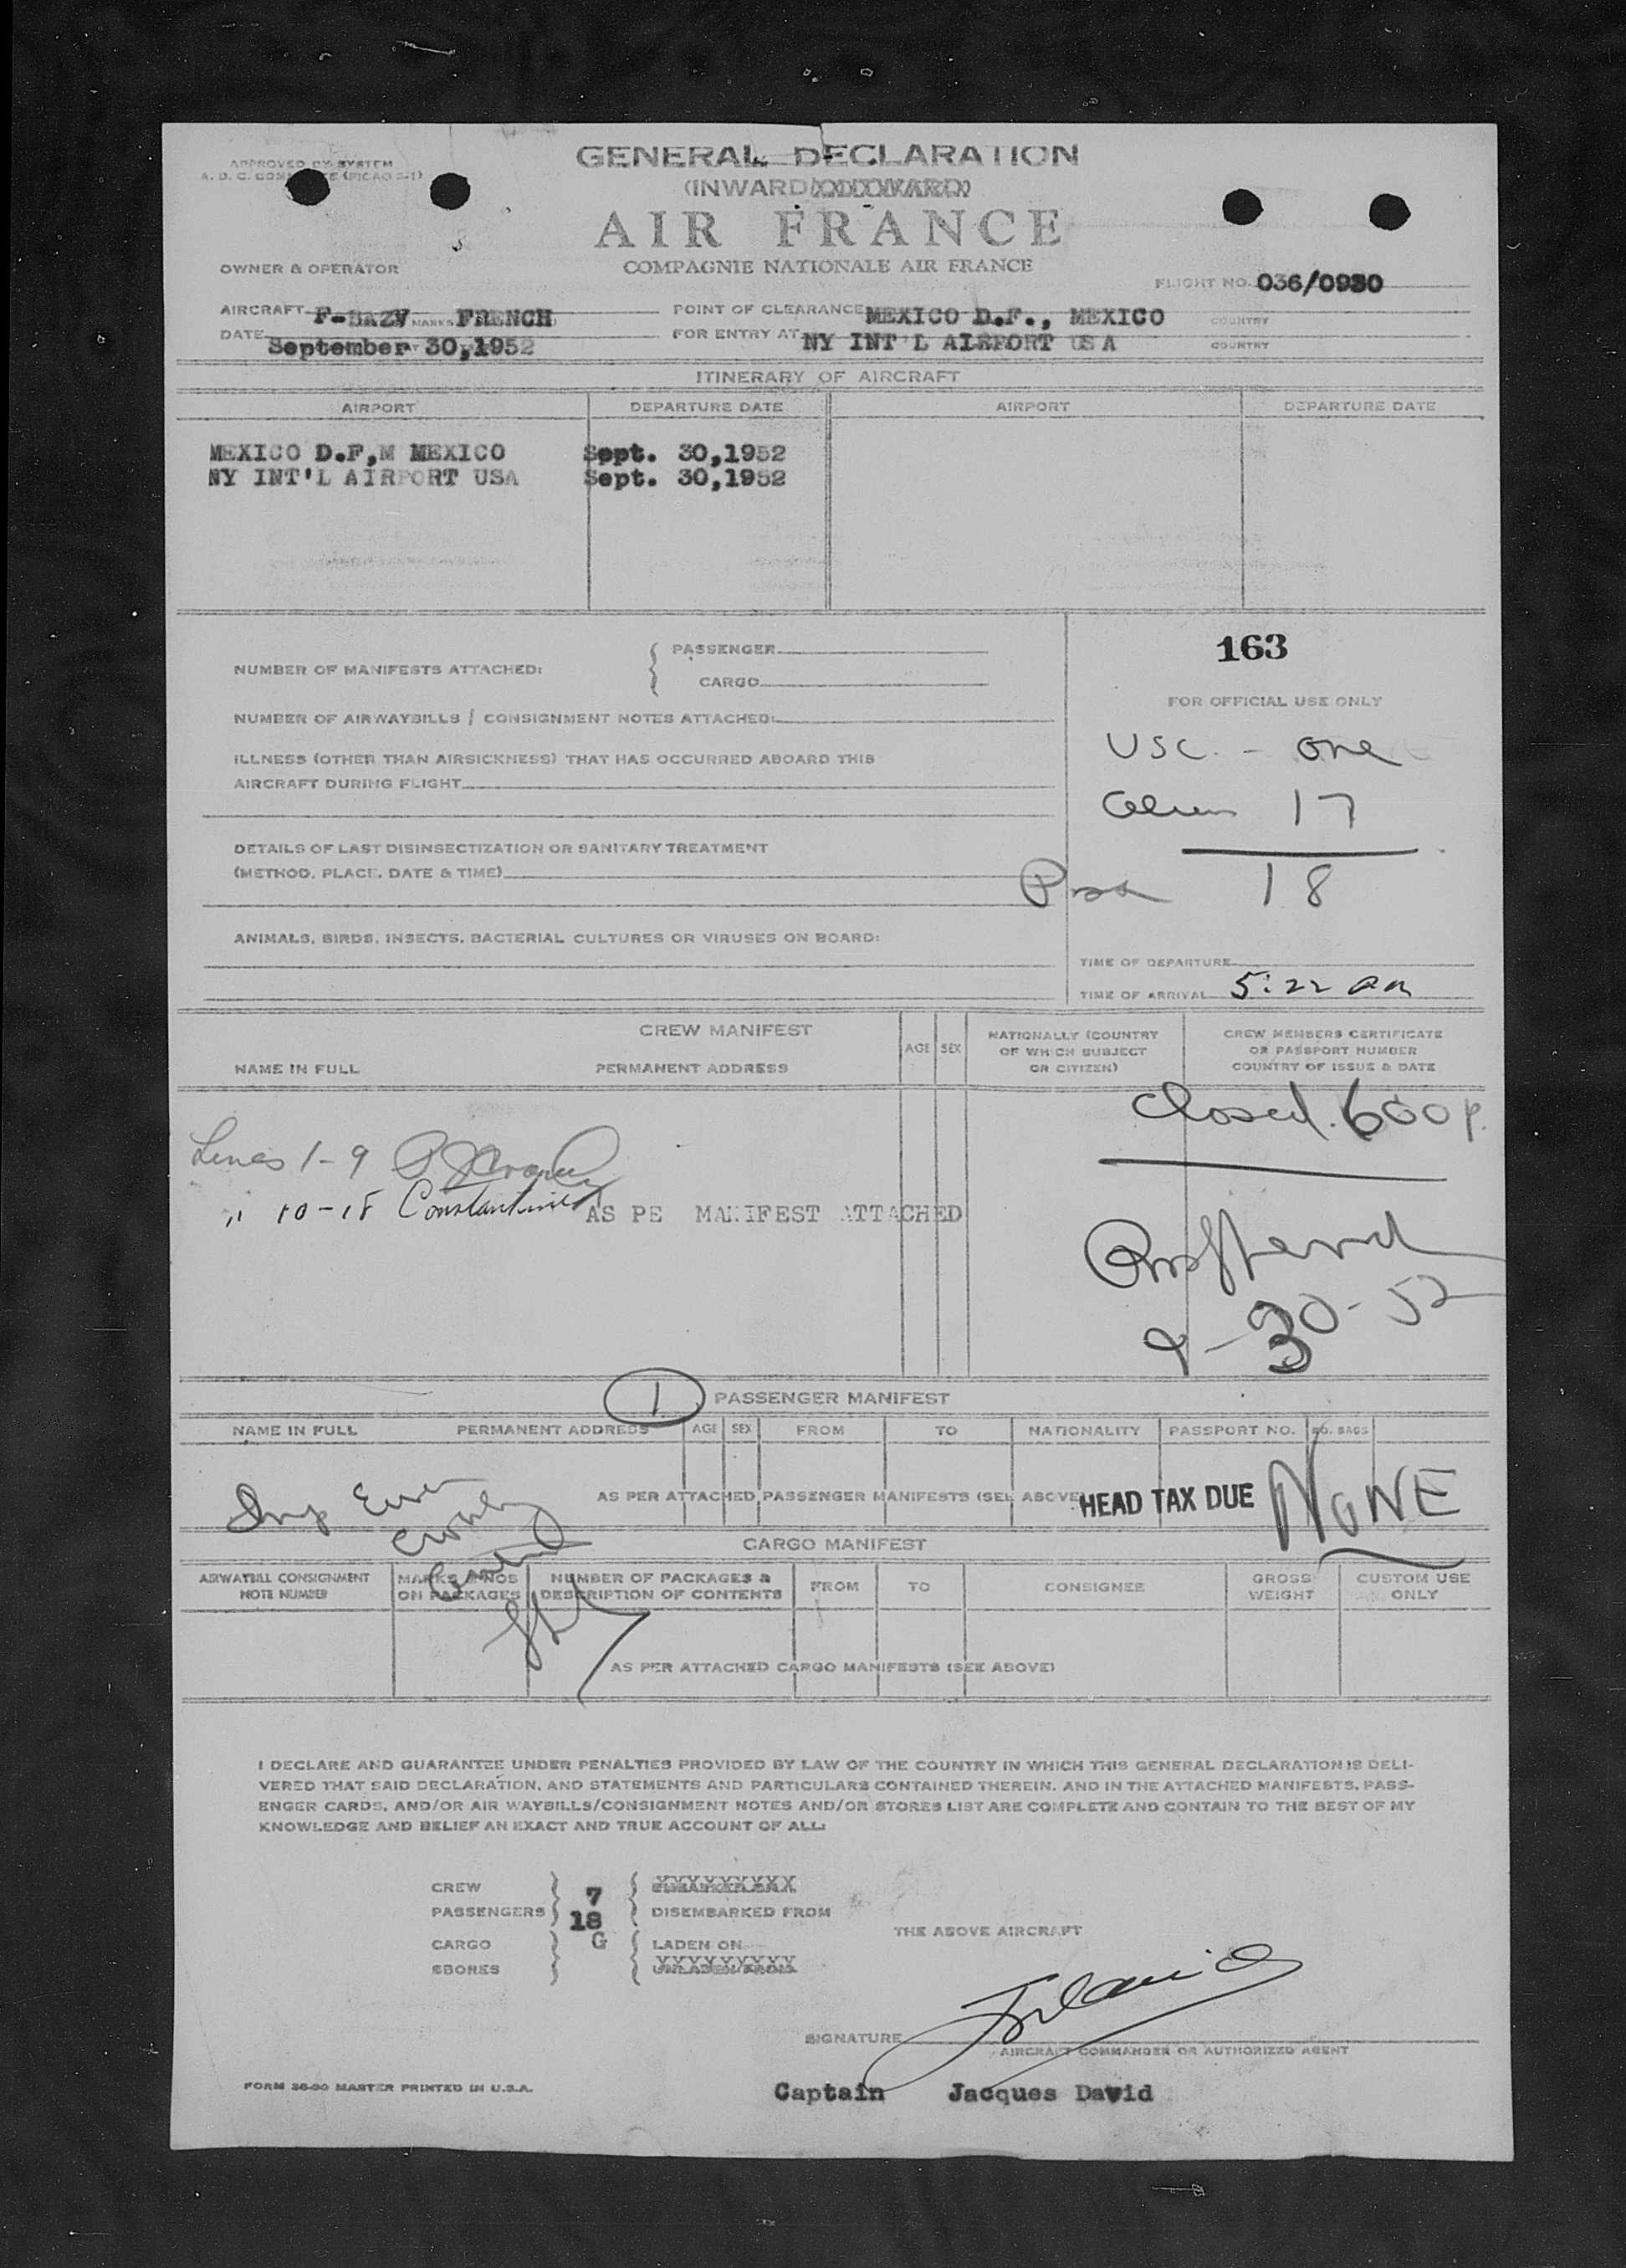 APPROVED BY SYSTEM
GENERAL DECLARATION
(INWARD
AIR FRANCE
COMPAGNIE NATIONALE AIR FRANCE
OWNER & OPERATOR
FLIGHT NO. 036/0930
AIRCRAFT F-BAZV MARKS FRENCH POINT OF CLEARANCE MEXICO D.F., MEXICO COUNTRY
DATE September 30,1952 FOR ENTRY AT NY INT'L AIRPORT USA COUNTRY
ITINERARY OF AIRCRAFT
AIRPORT DEPARTURE DATE AIRPORT DEPARTURE DATE
MEXICO D.F,M MEXICO Sept. 30,1952
NY INT'L AIRPORT USA Sept. 30,1952
163
NUMBER OF MANIFESTS ATTACHED: { PASSENGER
CARGO
FOR OFFICIAL USE ONLY
NUMBER OF AIRWAYBILLS / CONSIGNMENT NOTES ATTACHED:
USC. - one
ILLNESS (OTHER THAN AIRSICKNESS) THAT HAS OCCURRED ABOARD THIS
AIRCRAFT DURING FLIGHT
17
DETAILS OF LAST DISINSECTIZATION OR SANITARY TREATMENT
(METHOD, PLACE, DATE & TIME)
18
ANIMALS, BIRDS, INSECTS, BACTERIAL CULTURES OR VIRUSES ON BOARD:
TIME OF DEPARTURE
TIME OF ARRIVAL 5:22 am
CREW MANIFEST
NAME IN FULL PERMANENT ADDRESS AGE SEX NATIONALLY (COUNTRY OF WHICH SUBJECT OR CITIZEN) CREW MEMBERS CERTIFICATE OR PASSPORT NUMBER COUNTRY OF ISSUE & DATE
Closed. 600 p.
Lines 1-9
" 10-18 Constantine
AS PE MANIFEST ATTACHED
9-30-52
1 PASSENGER MANIFEST
NAME IN FULL PERMANENT ADDRESS AGE SEX FROM TO NATIONALITY PASSPORT NO. NO. BAGS
AS PER ATTACHED PASSENGER MANIFESTS (SEE ABOVE) HEAD TAX DUE NONE
CARGO MANIFEST
AIRWAYBILL CONSIGNMENT NOTE NUMBER MARKS & NOS ON PACKAGES NUMBER OF PACKAGES & DESCRIPTION OF CONTENTS FROM TO CONSIGNEE GROSS WEIGHT CUSTOM USE ONLY
AS PER ATTACHED CARGO MANIFESTS (SEE ABOVE)
I DECLARE AND GUARANTEE UNDER PENALTIES PROVIDED BY LAW OF THE COUNTRY IN WHICH THIS GENERAL DECLARATION IS DELI-
VERED THAT SAID DECLARATION, AND STATEMENTS AND PARTICULARS CONTAINED THEREIN, AND IN THE ATTACHED MANIFESTS, PASS-
ENGER CARDS, AND/OR AIR WAYBILLS/CONSIGNMENT NOTES AND/OR STORES LIST ARE COMPLETE AND CONTAIN TO THE BEST OF MY
KNOWLEDGE AND BELIEF AN EXACT AND TRUE ACCOUNT OF ALL:
CREW 7
PASSENGERS 18 DISEMBARKED FROM
THE ABOVE AIRCRAFT
CARGO G LADEN ON
SBORES
SIGNATURE
AIRCRAFT COMMANDER OR AUTHORIZED AGENT
FORM 26-50 MASTER PRINTED IN U.S.A.
Captain Jacques David